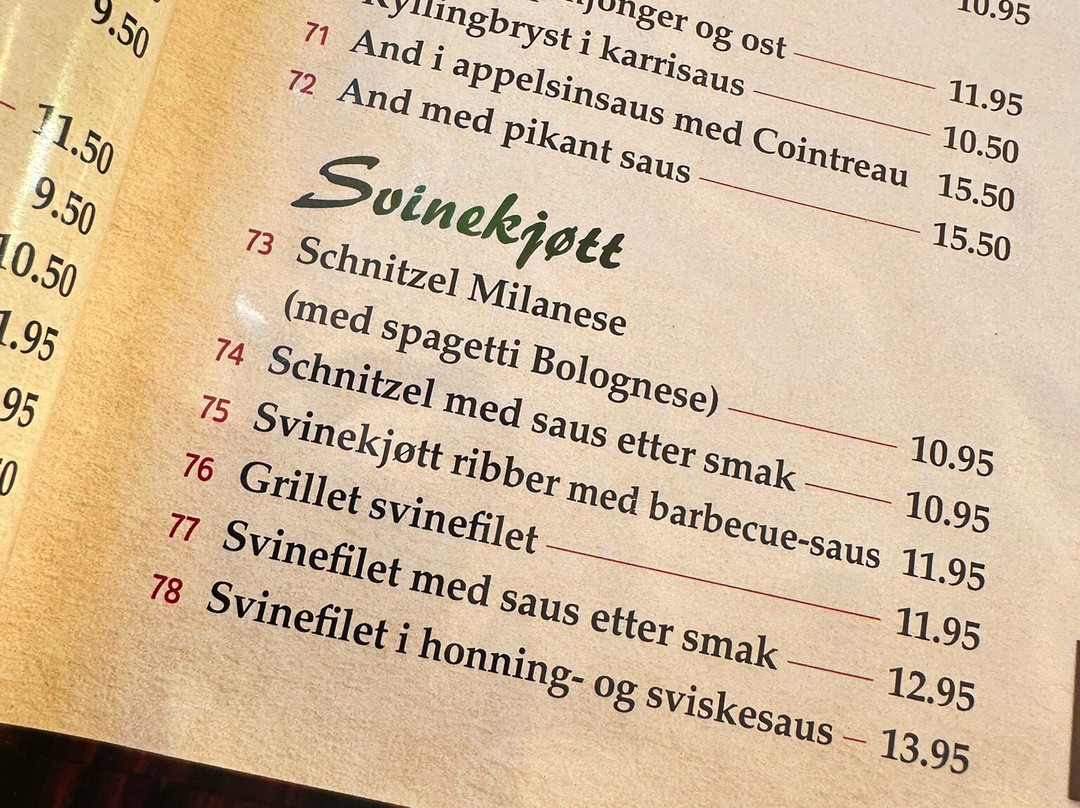 9.50
11.50
9.50
10.50
1.95
95
0
10.95
og ost 11.95
Kyllingbryst i karrisaus 10.50
71 And i appelsinsaus med Cointreau 15.50
72 And med pikant saus 15.50
Svinekjøtt
73 Schnitzel Milanese
(med spagetti Bolognese) 10.95
74 Schnitzel med saus etter smak 10.95
75 Svinekjøtt ribber med barbecue-saus 11.95
76 Grillet svinefilet 11.95
77 Svinefilet med saus etter smak 12.95
78 Svinefilet i honning- og sviskesaus 13.95